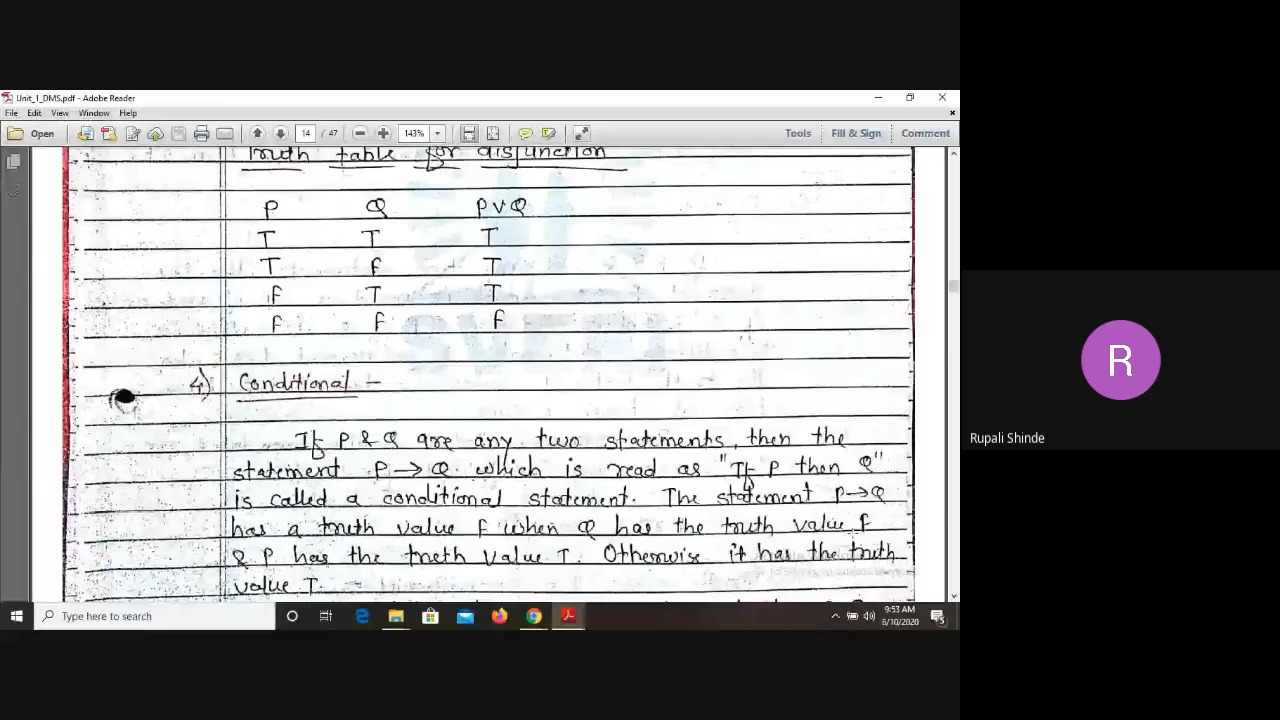 Unit_1_DMS.pdf - Adobe Reader
File Edit View Window Help
Open 14 / 47 143% Tools Fill & Sign Comment
Truth table for disjunction
P Q P ∨ Q
T T T
T F T
F T T
F F F
4) Conditional -
If P & Q are any two statements, then the
statement P → Q which is read as "If P then Q"
is called a conditional statement. The statement P → Q
has a truth value F when Q has the truth value F
& P has the truth value T. Otherwise it has the truth
value T.
Type here to search
9:53 AM
6/10/2020
R
Rupali Shinde